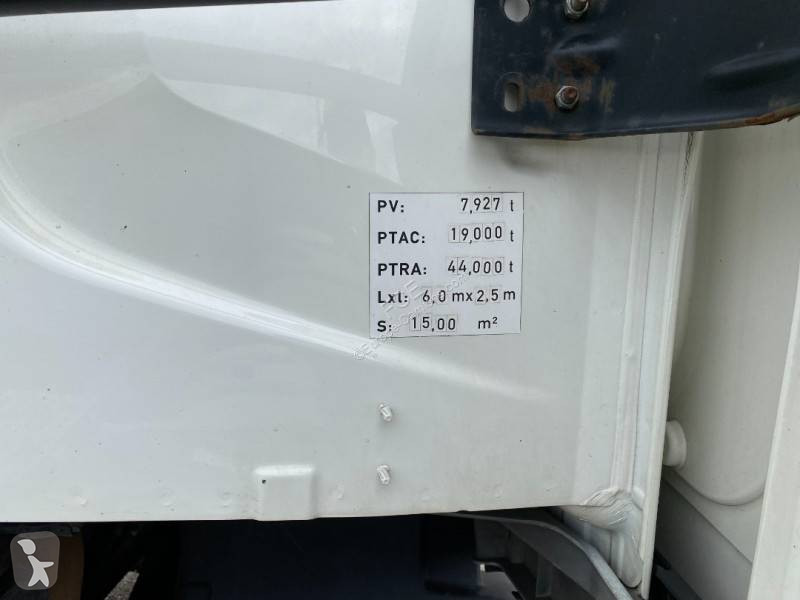 PV: 7,927 t
PTAC: 19,000 t
PTRA: 44,000 t
Lxl: 6,0 m x 2,5 m
S: 15,00 m²